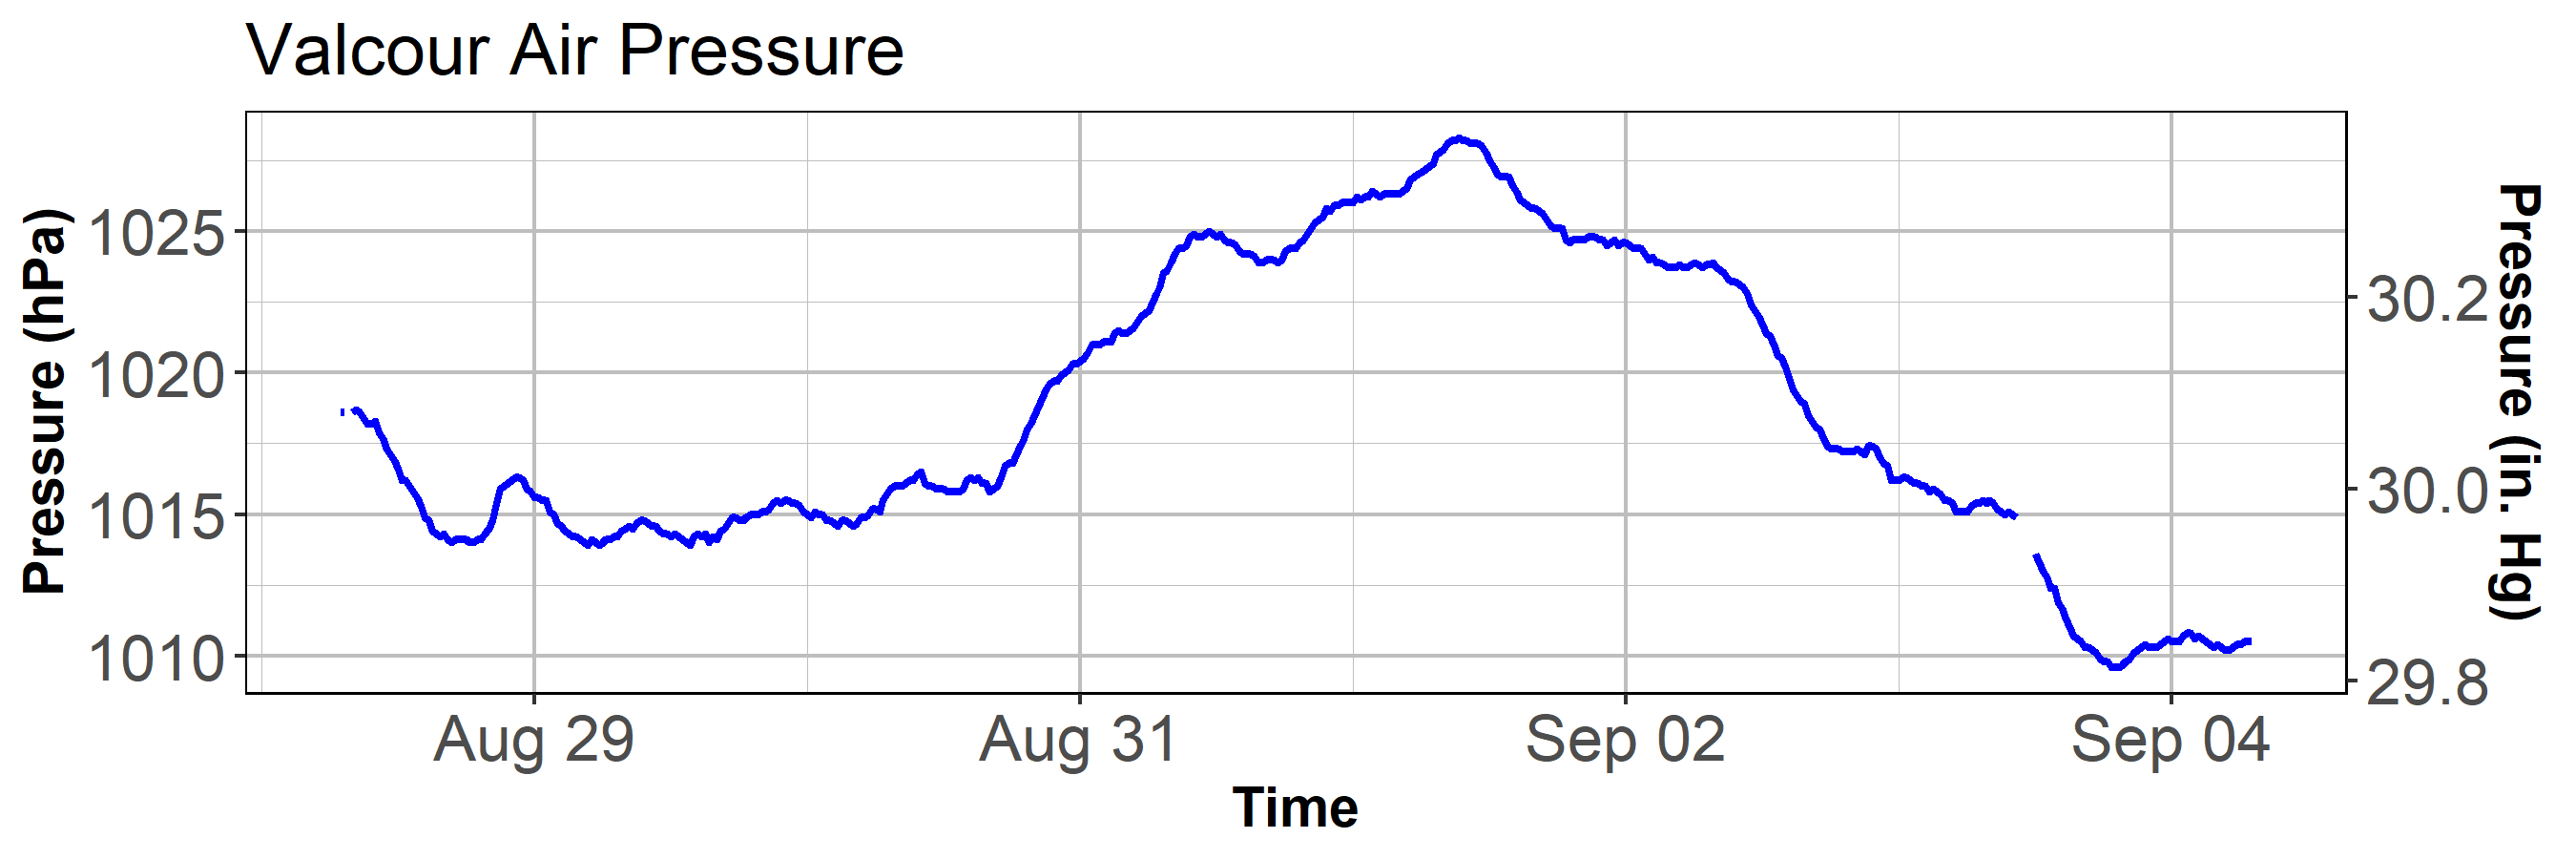 Valcour Air Pressure
Pressure (hPa)
1025
1020
1015
1010
30.2
30.0
29.8
Pressure (in. Hg)
Aug 29
Aug 31
Sep 02
Sep 04
Time